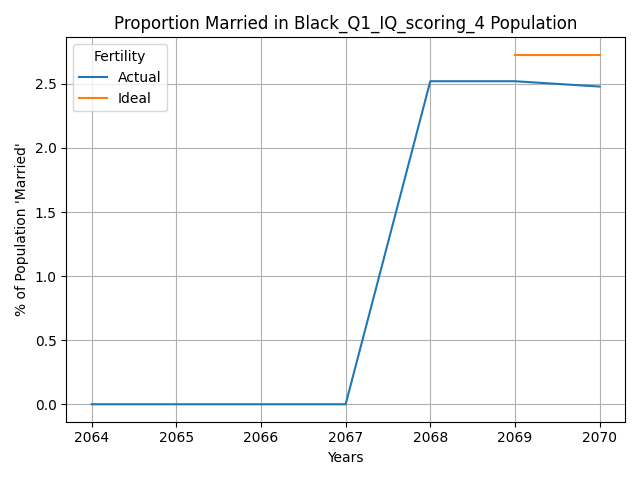 Proportion Married in Black_Q1_IQ_scoring_4 Population
Fertility
Actual
Ideal
% of Population 'Married'
2.5
2.0
1.5
1.0
0.5
0.0
2064 2065 2066 2067 2068 2069 2070
Years